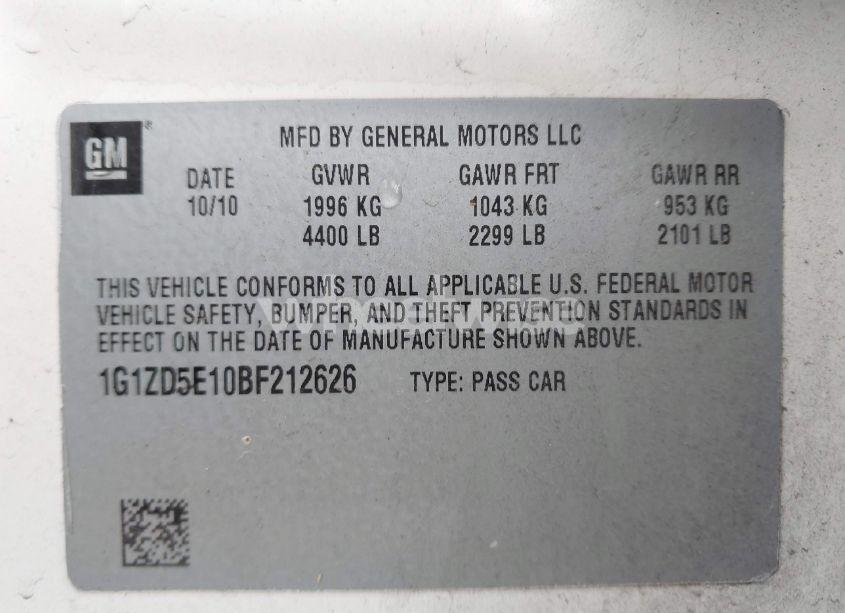 GM
MFD BY GENERAL MOTORS LLC
DATE GVWR GAWR FRT GAWR RR
10/10 1996 KG 1043 KG 953 KG
4400 LB 2299 LB 2101 LB
THIS VEHICLE CONFORMS TO ALL APPLICABLE U.S. FEDERAL MOTOR
VEHICLE SAFETY, BUMPER, AND THEFT PREVENTION STANDARDS IN
EFFECT ON THE DATE OF MANUFACTURE SHOWN ABOVE.
1G1ZD5E10BF212626 TYPE: PASS CAR